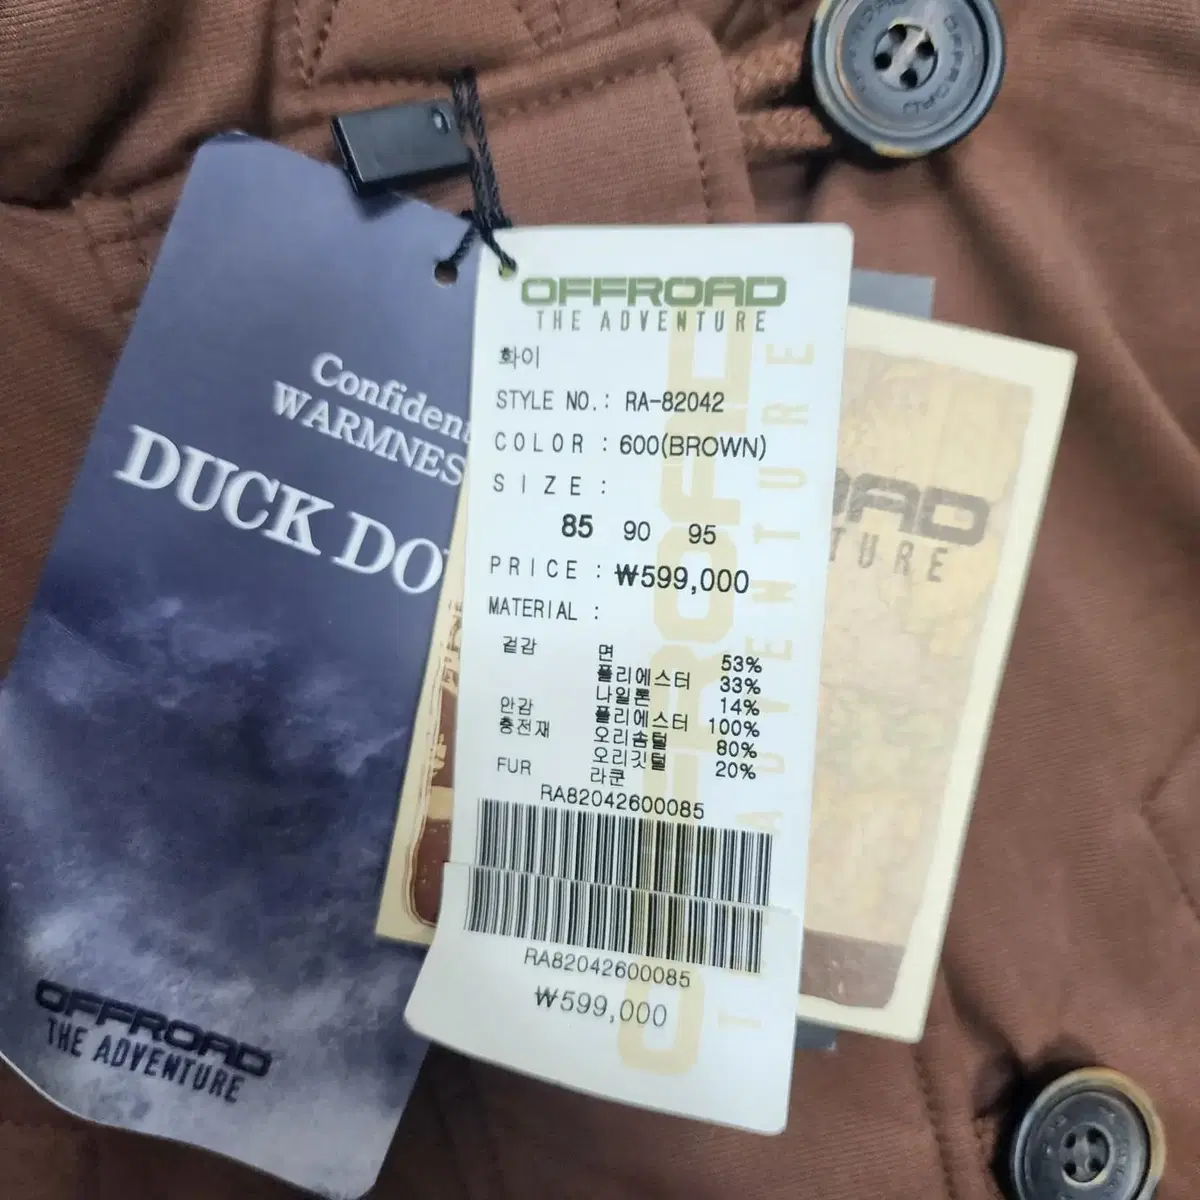 OFFROAD
Confident
WARMNES
DUCK DO
OFFROAD
THE ADVENTURE
OFFROAD
THE ADVENTURE
화이
STYLE NO.: RA-82042
COLOR : 600(BROWN)
SIZE :
85 90 95
PRICE : ₩599,000
MATERIAL :
겉감 면 53%
폴리에스터 33%
나일론 14%
안감 폴리에스터 100%
충전재 오리솜털 80%
오리깃털 20%
FUR 라쿤
RA82042600085
RA82042600085
₩599,000
OFFROAD
THE ADVENTURE
OAD
TURE